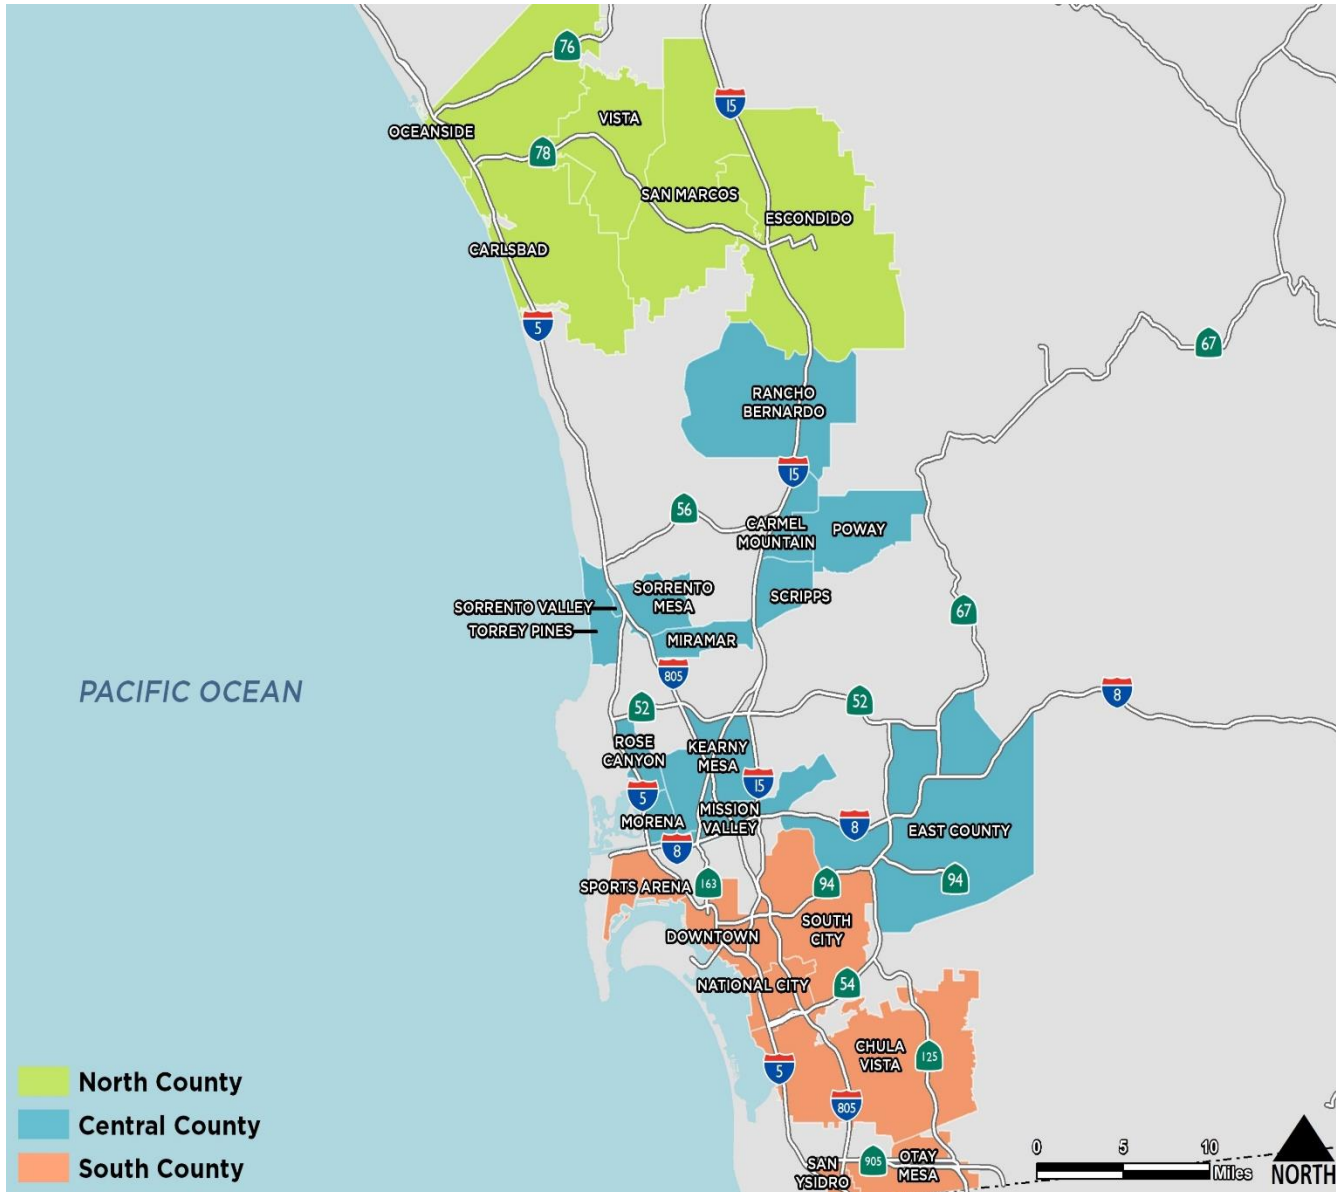 76
15
OCEANSIDE
VISTA
78
SAN MARCOS
ESCONDIDO
CARLSBAD
5
67
RANCHO
BERNARDO
15
56
CARMEL
MOUNTAIN
POWAY
SORRENTO
MESA
SCRIPPS
SORRENTO VALLEY
TORREY PINES
67
MIRAMAR
805
PACIFIC OCEAN
8
52
52
ROSE
CANYON
KEARNY
MESA
15
5
MORENA
MISSION
VALLEY
8
EAST COUNTY
8
SPORTS ARENA
163
94
94
SOUTH
CITY
DOWNTOWN
NATIONAL CITY
54
CHULA
VISTA
125
5
805
North County
Central County
South County
SAN
YSIDRO
905
OTAY
MESA
0 5 10
Miles
NORTH